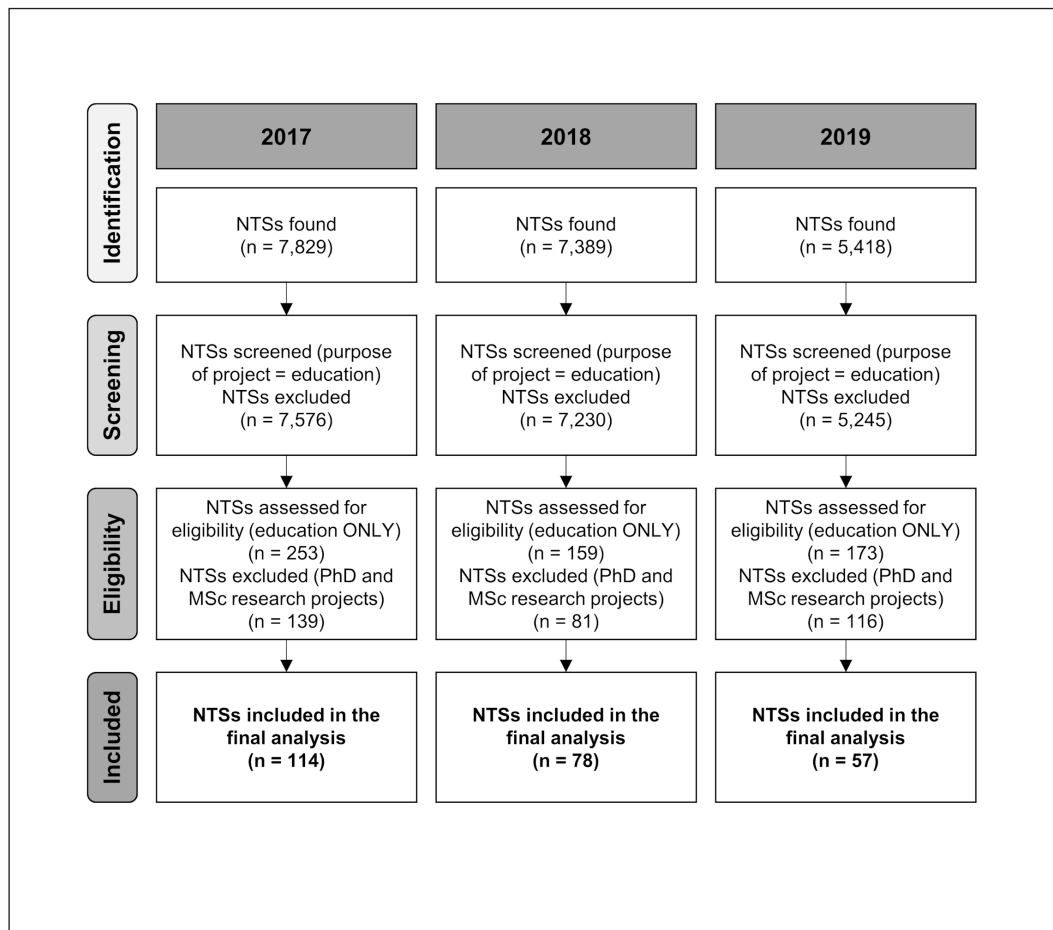 Identification
2017
2018
2019
NTSs found
(n = 7,829)
NTSs found
(n = 7,389)
NTSs found
(n = 5,418)
Screening
NTSs screened (purpose
of project = education)
NTSs excluded
(n = 7,576)
NTSs screened (purpose
of project = education)
NTSs excluded
(n = 7,230)
NTSs screened (purpose
of project = education)
NTSs excluded
(n = 5,245)
Eligibility
NTSs assessed for
eligibility (education ONLY)
(n = 253)
NTSs excluded (PhD and
MSc research projects)
(n = 139)
NTSs assessed for
eligibility (education ONLY)
(n = 159)
NTSs excluded (PhD and
MSc research projects)
(n = 81)
NTSs assessed for
eligibility (education ONLY)
(n = 173)
NTSs excluded (PhD and
MSc research projects)
(n = 116)
Included
NTSs included in the
final analysis
(n = 114)
NTSs included in the
final analysis
(n = 78)
NTSs included in the
final analysis
(n = 57)